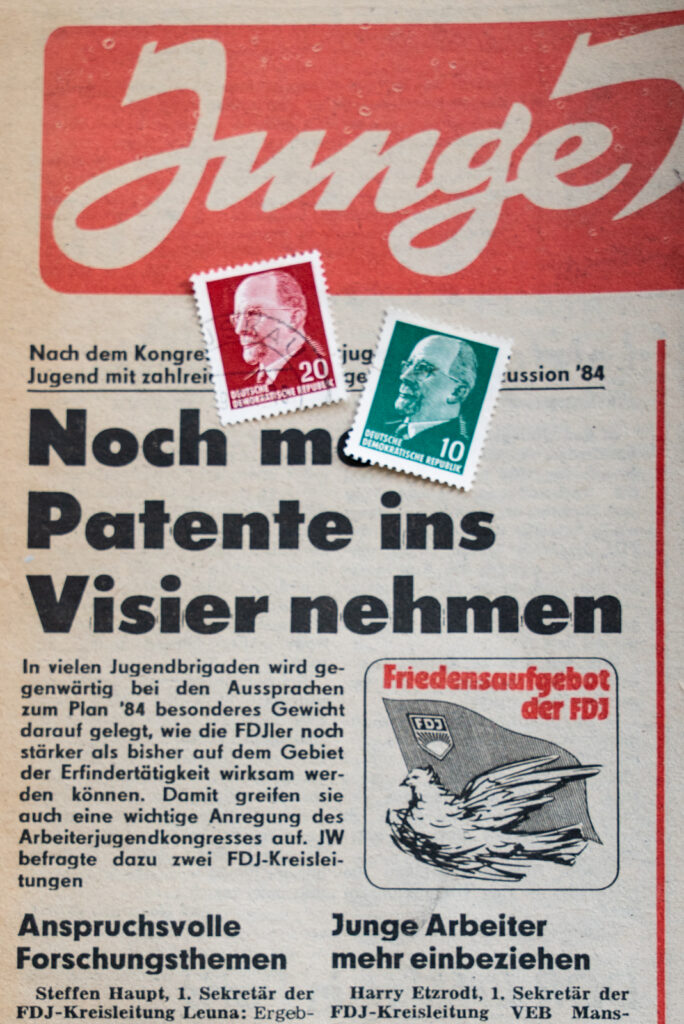 Junge
Nach dem Kongre
Jugend mit zahlrei
ussion '84
20
DEUTSCHE
DEMOKRATISCHE REPUBLIK
10
DEUTSCHE
DEMOKRATISCHE REPUBLIK
Noch
Patente ins
Visier nehmen
In vielen Jugendbrigaden wird ge-
genwärtig bei den Aussprachen
zum Plan '84 besonderes Gewicht
darauf gelegt, wie die FDJler noch
stärker als bisher auf dem Gebiet
der Erfindertätigkeit wirksam wer-
den können. Damit greifen sie
auch eine wichtige Anregung des
Arbeiterjugendkongresses auf. JW
befragte dazu zwei FDJ-Kreislei-
tungen
Friedensaufgebot
der FDJ
FDJ
Anspruchsvolle
Forschungsthemen
Steffen Haupt, 1. Sekretär der
FDJ-Kreisleitung Leuna: Ergeb-
Junge Arbeiter
mehr einbeziehen
Harry Etzrodt, 1. Sekretär der
FDJ-Kreisleitung VEB Mans-